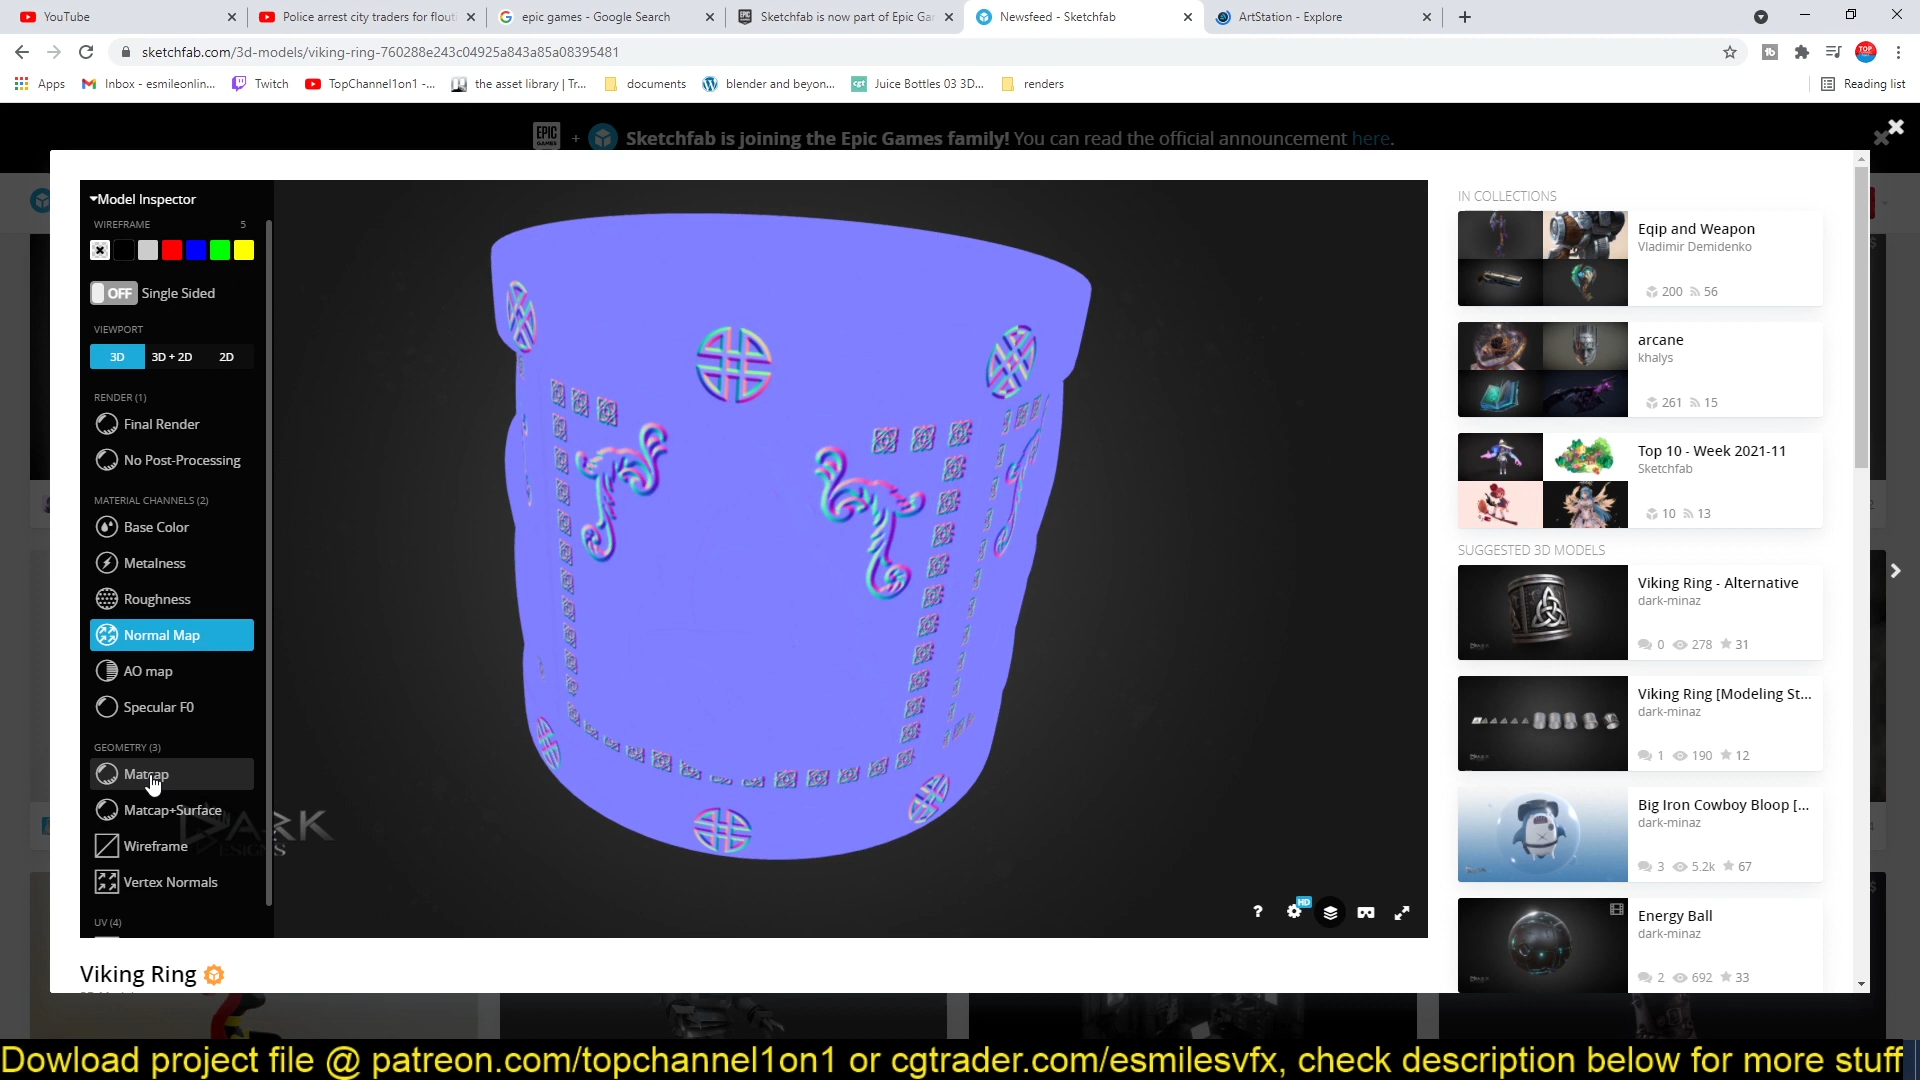 YouTube
Police arrest city traders for flouti
epic games - Google Search
Sketchfab is now part of Epic Gar
Newsfeed - Sketchfab
ArtStation - Explore
sketchfab.com/3d-models/viking-ring-760288e243c04925a843a85a08395481
Apps
Inbox - esmileonlin...
Twitch
TopChannel1on1 -...
the asset library | Tr...
documents
blender and beyon...
Juice Bottles 03 3D...
renders
Reading list
EPIC GAMES + Sketchfab is joining the Epic Games family! You can read the official announcement here.
Model Inspector
WIREFRAME 5
OFF Single Sided
VIEWPORT
3D 3D + 2D 2D
RENDER (1)
Final Render
No Post-Processing
MATERIAL CHANNELS (2)
Base Color
Metalness
Roughness
Normal Map
AO map
Specular F0
GEOMETRY (3)
Matcap
Matcap+Surface
Wireframe
Vertex Normals
UV (4)
HD
Viking Ring
IN COLLECTIONS
Eqip and Weapon
Vladimir Demidenko
200 56
arcane
khalys
261 15
Top 10 - Week 2021-11
Sketchfab
10 13
SUGGESTED 3D MODELS
Viking Ring - Alternative
dark-minaz
0 278 31
Viking Ring [Modeling St...
dark-minaz
1 190 12
Big Iron Cowboy Bloop [...
dark-minaz
3 5.2k 67
Energy Ball
dark-minaz
2 692 33
Dowload project file @ patreon.com/topchannel1on1 or cgtrader.com/esmilesvfx, check description below for more stuff